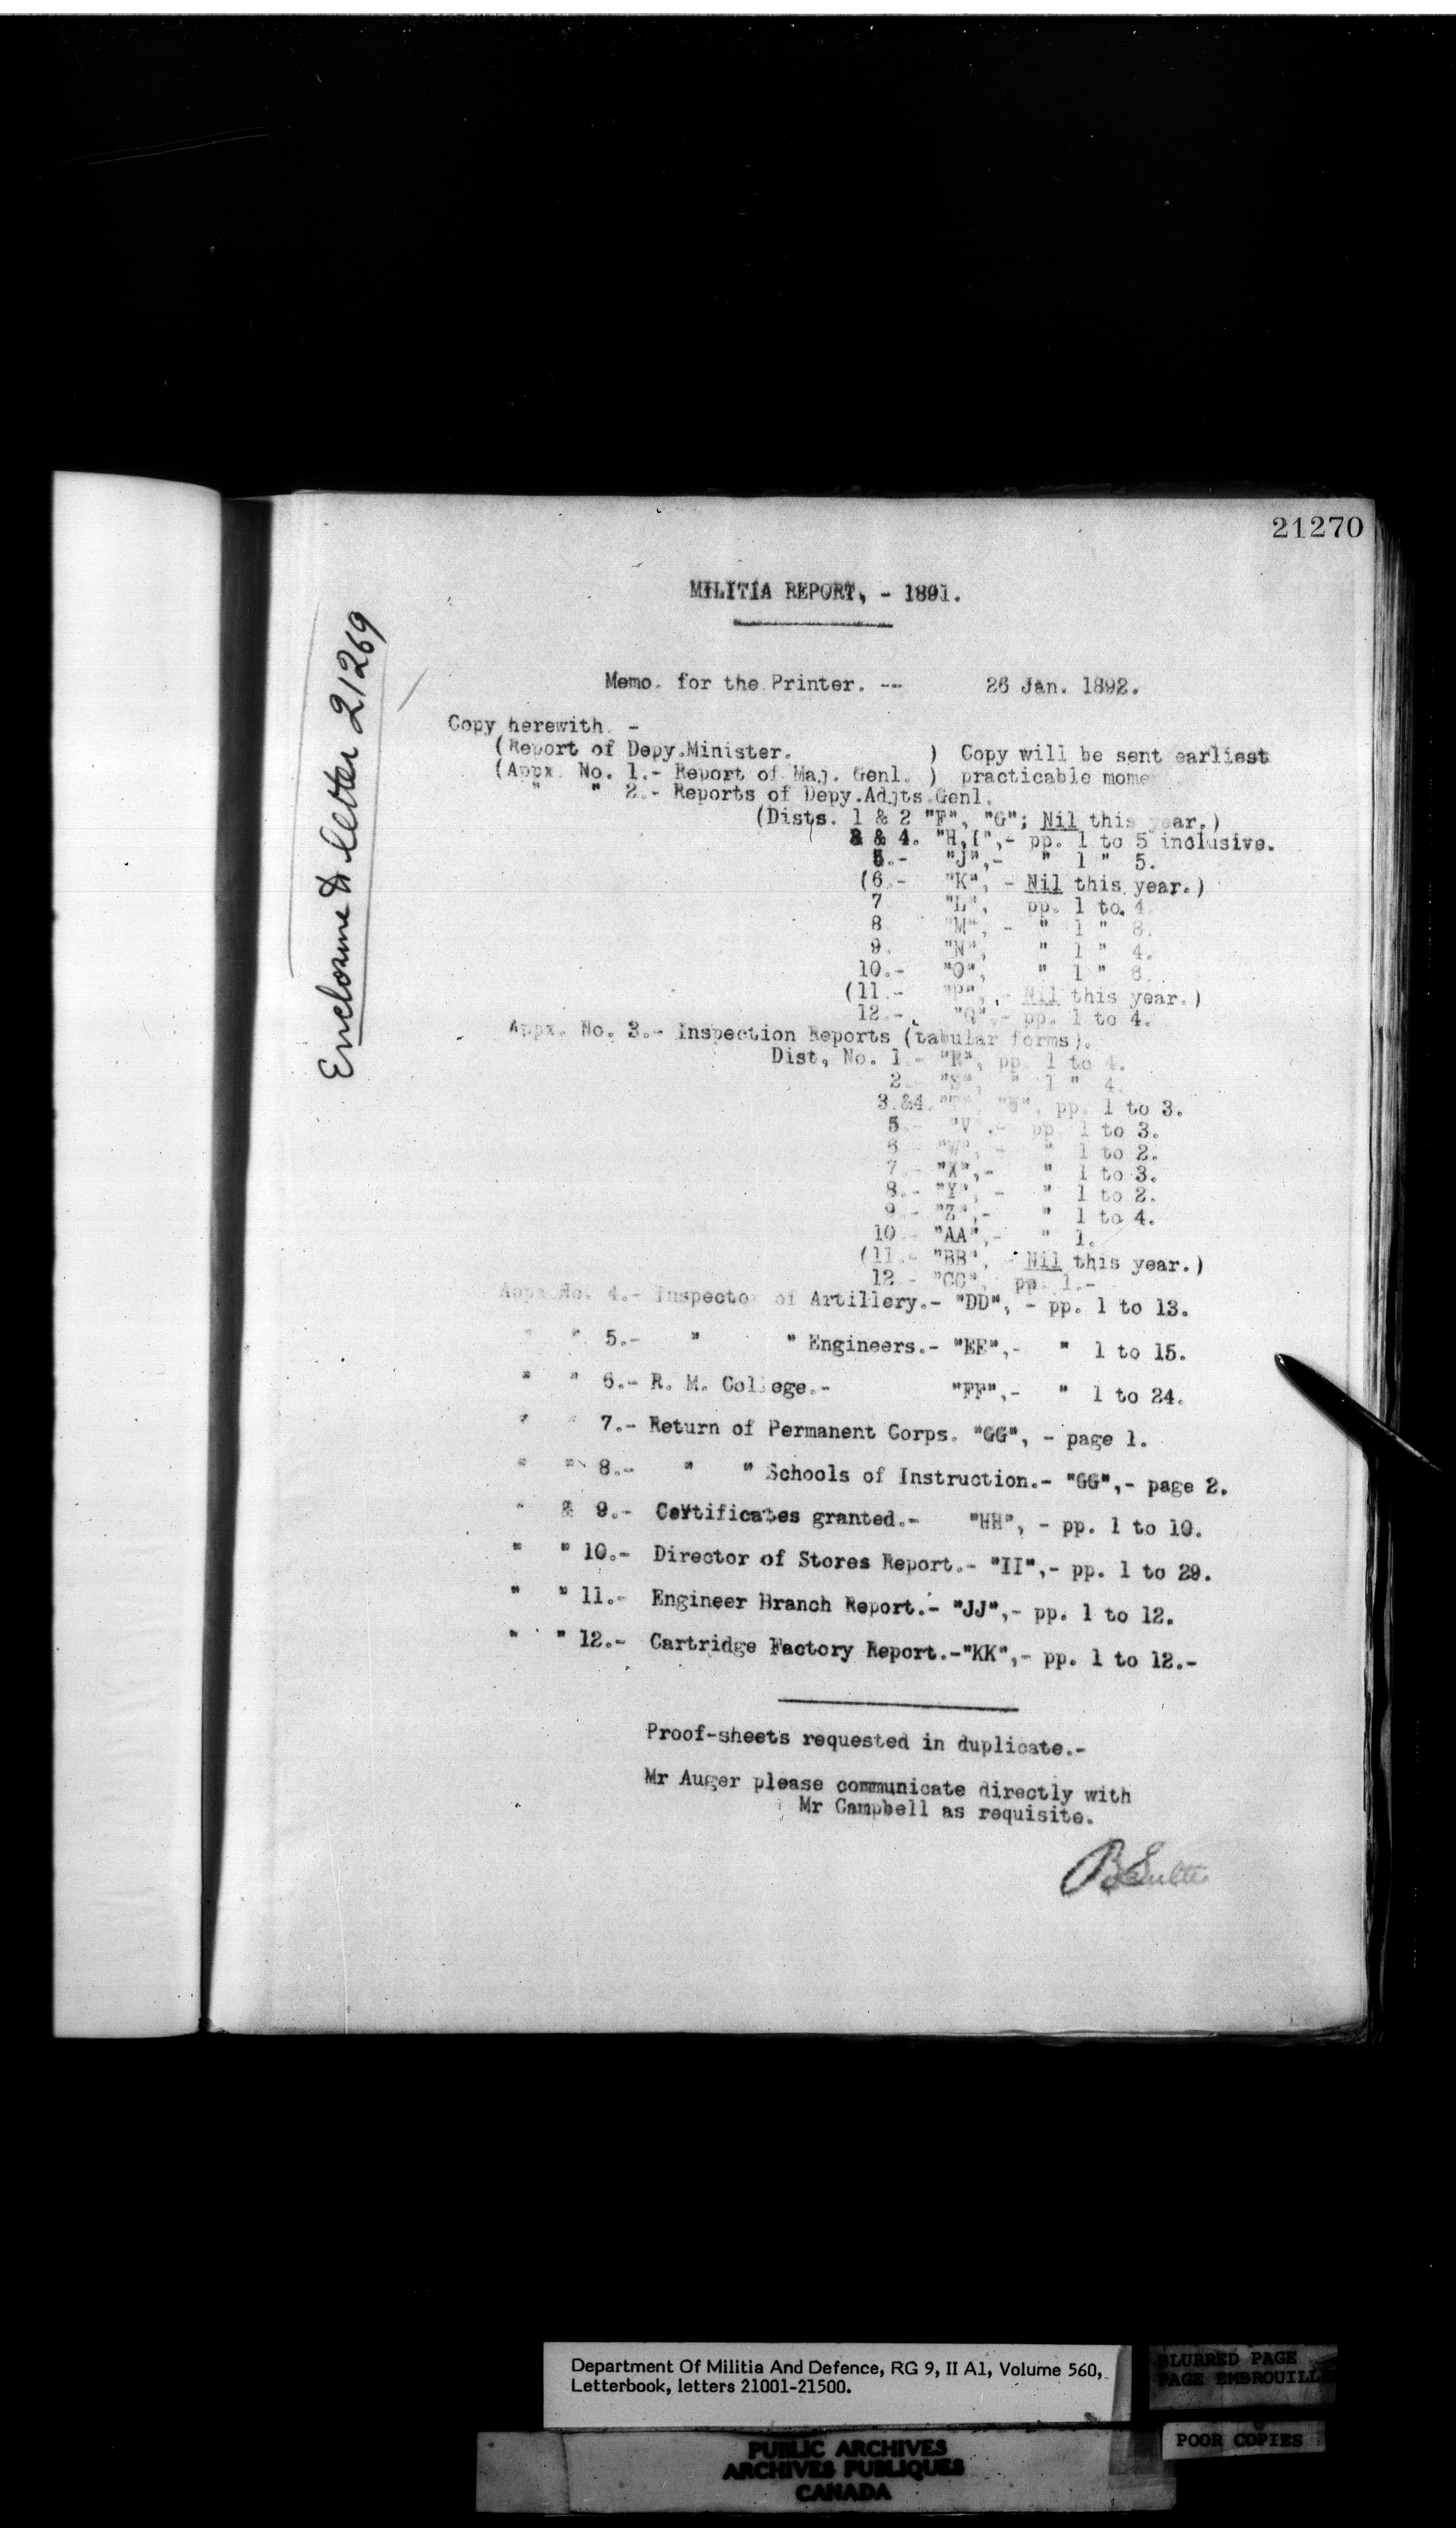 21270
MILITIA REPORT, - 1891.
Enclosure to letter 21269
Memo. for the Printer. -- 26 Jan. 1892.
Copy herewith. -
(Report of Depy.Minister. ) Copy will be sent earliest
(Appx. No. 1.- Report of Maj. Genl. ) practicable mome
" " 2.- Reports of Depy.Adjts.Genl.
(Dists. 1 & 2 "F", "G"; Nil this year.)
3 & 4. "H,I",- pp. 1 to 5 inclusive.
5.- "J",- " 1 " 5.
(6.- "K", - Nil this year.)
7 "L", pp. 1 to. 4
8 "M", - " 1 " 8.
9. "N", " 1 " 4.
10.- "O", " 1 " 6.
(11.- "P", - Nil this year.)
12.- "Q",- pp. 1 to 4.
Appx. No. 3.- Inspection Reports (tabular forms).
Dist, No. 1.- "R", pp 1 to 4.
2.- "S", " 1 " 4.
3.&4. "T", "U", pp. 1 to 3.
5.- "V".- pp 1 to 3.
6 - "W", - " 1 to 2.
7.- "X",- " 1 to 3.
8.- "Y", - " 1 to 2.
9.- "Z",- " 1 to 4.
10 - "AA",- " 1.
(11.- "BB", - Nil this year.)
12 - "CC", pp. 1.-
Appx No. 4.- Inspector of Artillery.- "DD", - pp. 1 to 13.
" " 5.- " " Engineers.- "EE",- " 1 to 15.
" " 6.- R. M. College.- "FF",- " 1 to 24.
" " 7.- Return of Permanent Corps. "GG", - page 1.
" " 8.- " " Schools of Instruction.- "GG",- page 2.
" & 9.- Certificates granted.- "HH", - pp. 1 to 10.
" " 10.- Director of Stores Report.- "II",- pp. 1 to 29.
" " 11.- Engineer Branch Report.- "JJ",- pp. 1 to 12.
" " 12.- Cartridge Factory Report.-"KK",- pp. 1 to 12.-
Proof-sheets requested in duplicate.-
Mr Auger please communicate directly with
Mr Campbell as requisite.
BSulte
Department Of Militia And Defence, RG 9, II A1, Volume 560,
Letterbook, letters 21001-21500.
BLURRED PAGE
PAGE EMBROUILL
POOR COPIES
PUBLIC ARCHIVES
ARCHIVES PUBLIQUES
CANADA